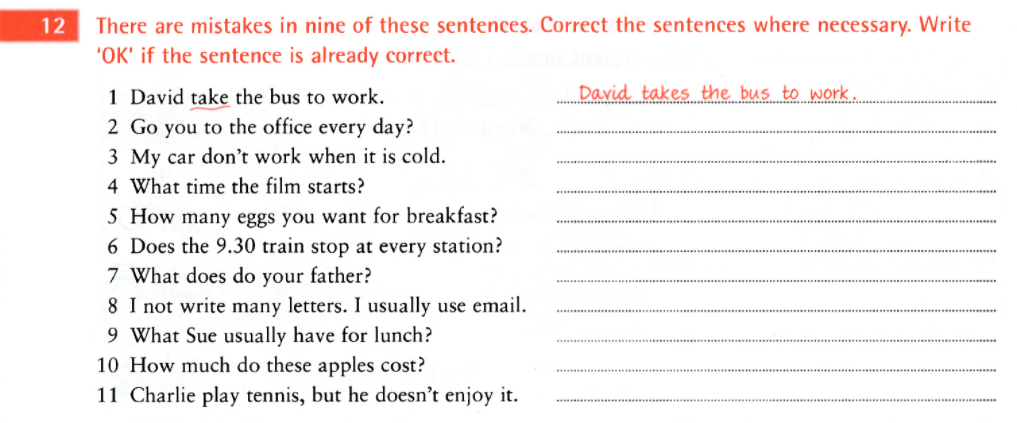 12 There are mistakes in nine of these sentences. Correct the sentences where necessary. Write
'OK' if the sentence is already correct.
1 David take the bus to work. David takes the bus to work.
2 Go you to the office every day?
3 My car don't work when it is cold.
4 What time the film starts?
5 How many eggs you want for breakfast?
6 Does the 9.30 train stop at every station?
7 What does do your father?
8 I not write many letters. I usually use email.
9 What Sue usually have for lunch?
10 How much do these apples cost?
11 Charlie play tennis, but he doesn't enjoy it.